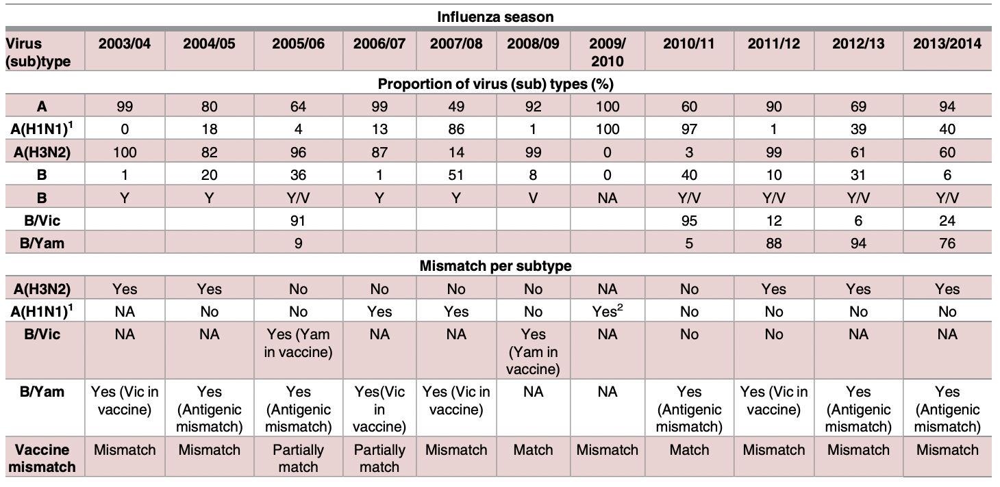 Influenza season
Virus (sub)type 2003/04 2004/05 2005/06 2006/07 2007/08 2008/09 2009/2010 2010/11 2011/12 2012/13 2013/2014
Proportion of virus (sub) types (%)
A 99 80 64 99 49 92 100 60 90 69 94
A(H1N1)¹ 0 18 4 13 86 1 100 97 1 39 40
A(H3N2) 100 82 96 87 14 99 0 3 99 61 60
B 1 20 36 1 51 8 0 40 10 31 6
B Y Y Y/V Y Y V NA Y/V Y/V Y/V Y/V
B/Vic 91 95 12 6 24
B/Yam 9 5 88 94 76
Mismatch per subtype
A(H3N2) Yes Yes No No No No NA No Yes Yes Yes
A(H1N1)¹ NA No No Yes Yes No Yes² No No No No
B/Vic NA NA Yes (Yam in vaccine) NA NA Yes (Yam in vaccine) NA No No NA NA
B/Yam Yes (Vic in vaccine) Yes (Antigenic mismatch) Yes (Antigenic mismatch) Yes(Vic in vaccine) Yes (Vic in vaccine) NA NA Yes (Antigenic mismatch) Yes (Vic in vaccine) Yes (Antigenic mismatch) Yes (Antigenic mismatch)
Vaccine mismatch Mismatch Mismatch Partially match Partially match Mismatch Match Mismatch Match Mismatch Mismatch Mismatch